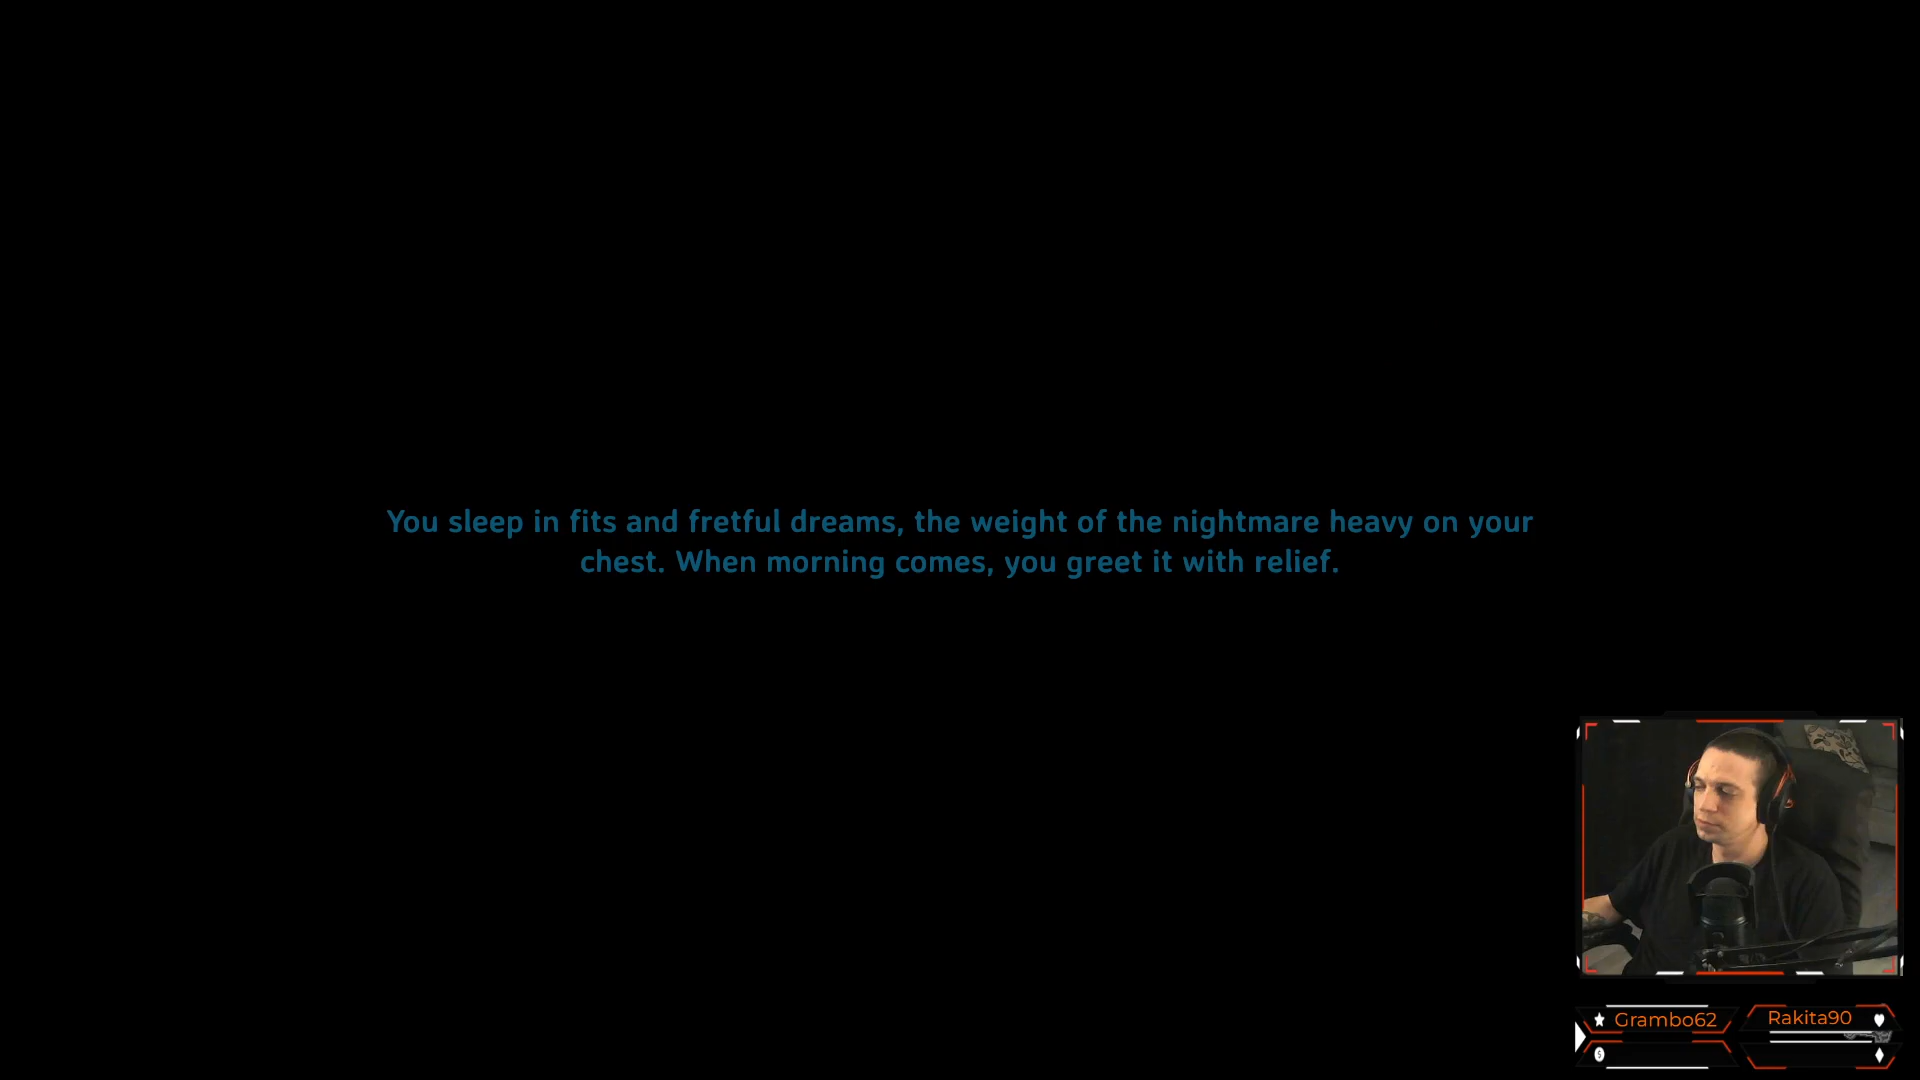 You sleep in fits and fretful dreams, the weight of the nightmare heavy on your
chest. When morning comes, you greet it with relief.
Grambo62
Rakita90